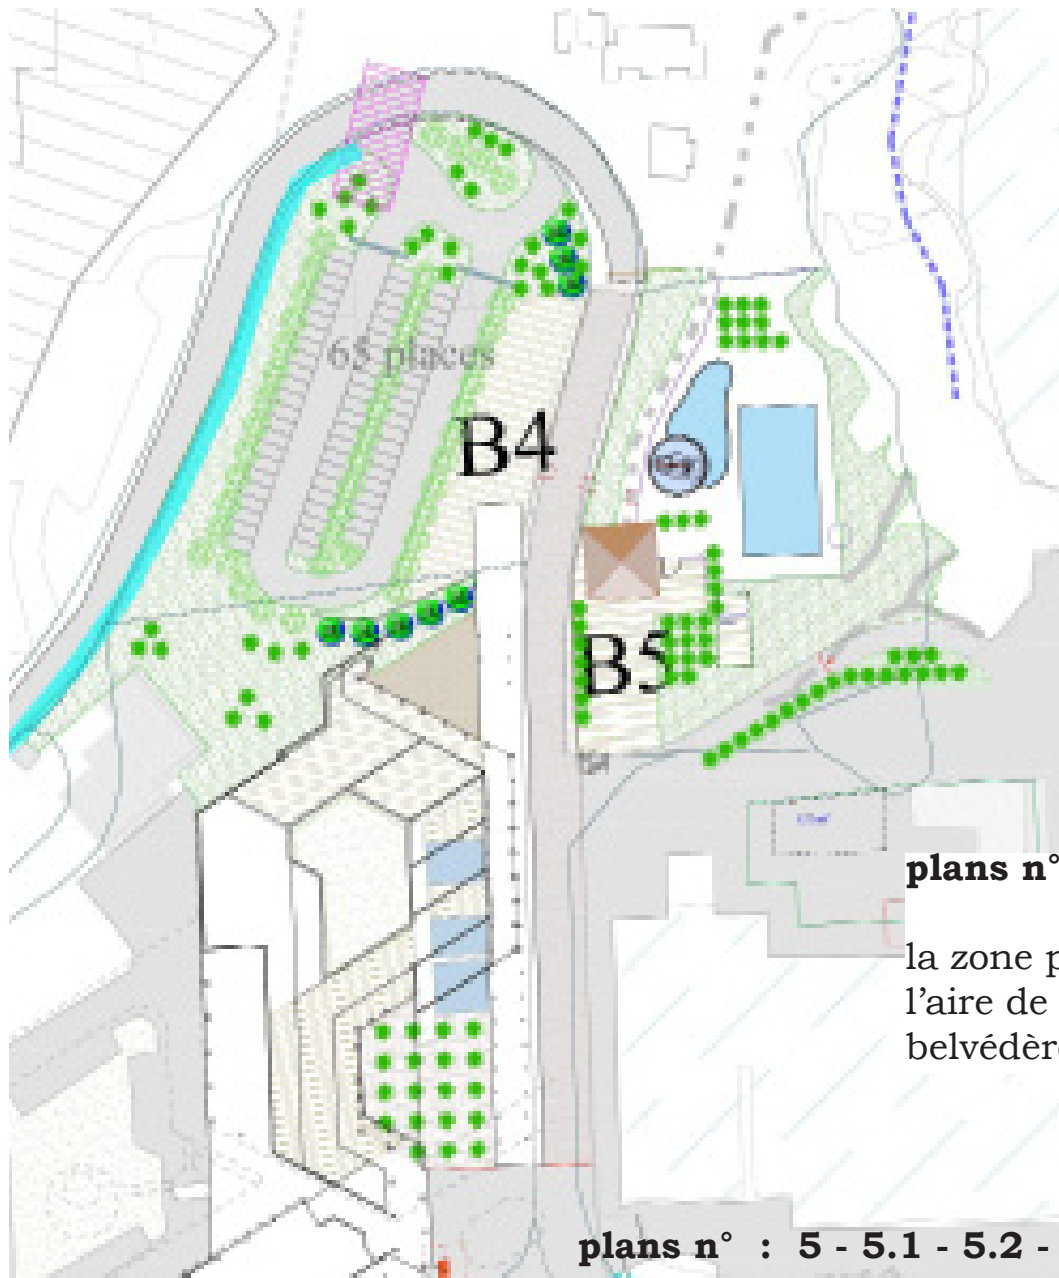 65 places
B4
B5
plans n°
la zone p
l’aire de
belvédère
plans n° : 5 - 5.1 - 5.2 -